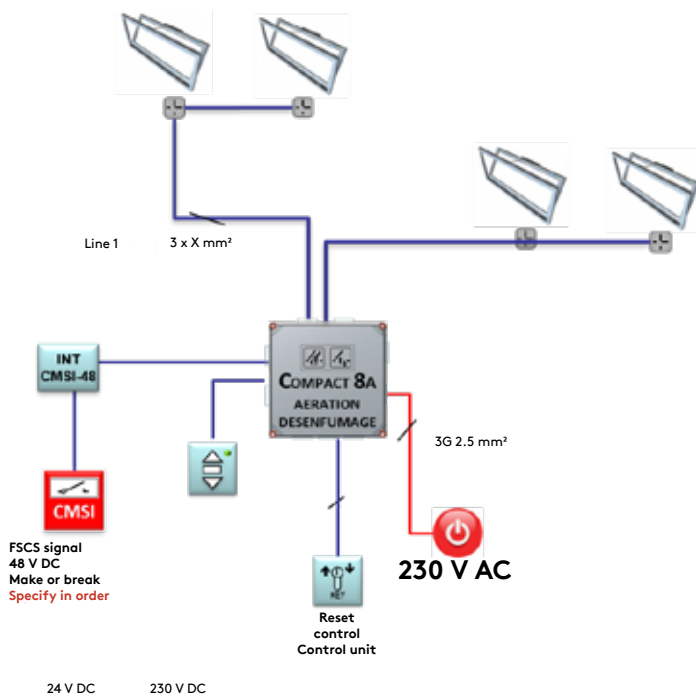 Line 1
3 x X mm²
INT
CMSI-48
COMPACT 8A
AERATION
DESENFUMAGE
3G 2.5 mm²
CMSI
FSCS signal
48 V DC
Make or break
Specify in order
230 V AC
Reset
control
Control unit
24 V DC
230 V DC